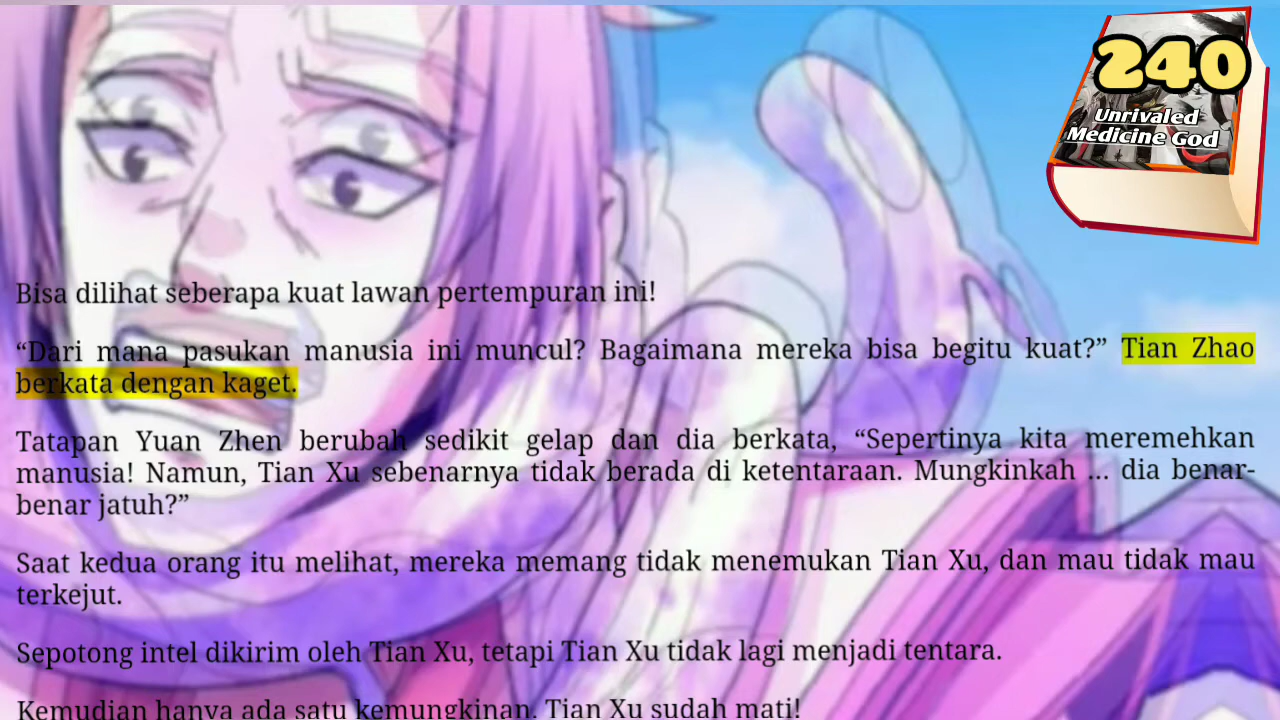 240
Unrivaled
Medicine God
Bisa dilihat seberapa kuat lawan pertempuran ini!
“Dari mana pasukan manusia ini muncul? Bagaimana mereka bisa begitu kuat?” Tian Zhao
berkata dengan kaget.
Tatapan Yuan Zhen berubah sedikit gelap dan dia berkata, “Sepertinya kita meremehkan
manusia! Namun, Tian Xu sebenarnya tidak berada di ketentaraan. Mungkinkah ... dia benar-
benar jatuh?”
Saat kedua orang itu melihat, mereka memang tidak menemukan Tian Xu, dan mau tidak mau
terkejut.
Sepotong intel dikirim oleh Tian Xu, tetapi Tian Xu tidak lagi menjadi tentara.
Kemudian hanya ada satu kemungkinan. Tian Xu sudah mati!